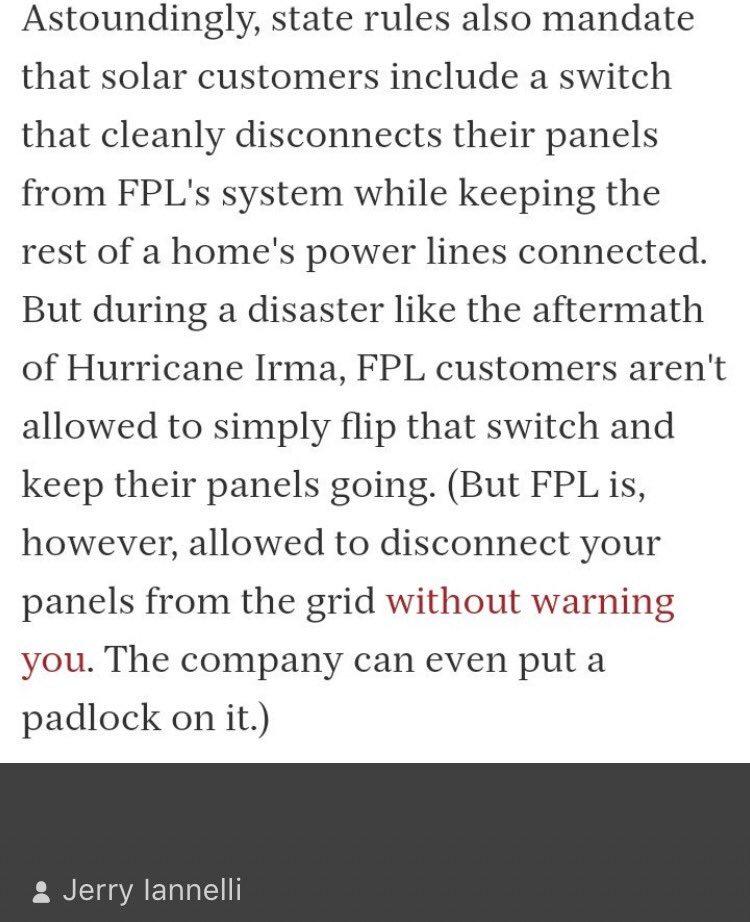 Astoundingly, state rules also mandate
that solar customers include a switch
that cleanly disconnects their panels
from FPL's system while keeping the
rest of a home's power lines connected.
But during a disaster like the aftermath
of Hurricane Irma, FPL customers aren't
allowed to simply flip that switch and
keep their panels going. (But FPL is,
however, allowed to disconnect your
panels from the grid without warning
you. The company can even put a
padlock on it.)
Jerry Iannelli